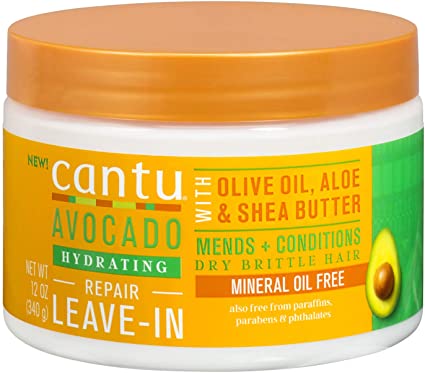 NEW!
cantu®
AVOCADO
HYDRATING
REPAIR
LEAVE-IN
NET WT
12 OZ
(340 g)
WITH
OLIVE OIL, ALOE
& SHEA BUTTER
MENDS + CONDITIONS
DRY BRITTLE HAIR
MINERAL OIL FREE
also free from paraffins,
parabens & phthalates